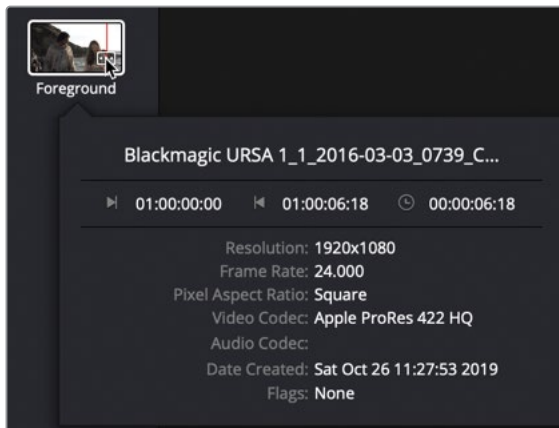 Foreground
Blackmagic URSA 1_1_2016-03-03_0739_C...
01:00:00:00 01:00:06:18 00:00:06:18
Resolution: 1920x1080
Frame Rate: 24.000
Pixel Aspect Ratio: Square
Video Codec: Apple ProRes 422 HQ
Audio Codec:
Date Created: Sat Oct 26 11:27:53 2019
Flags: None